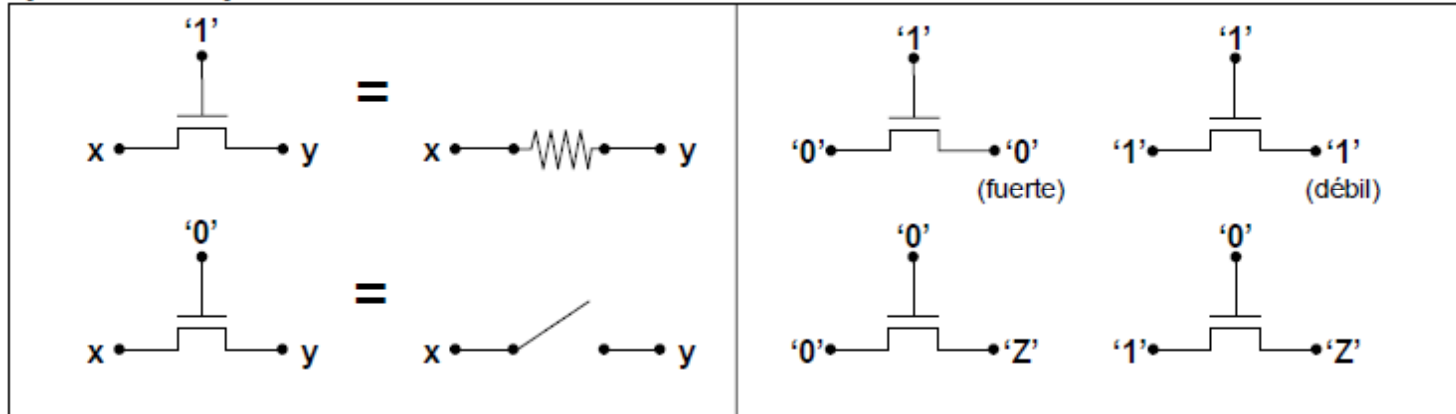 ‘1’
=
x y x y
‘0’
=
x y x y
‘1’ ‘1’
‘0’ ‘0’ ‘1’ ‘1’
(fuerte) (débil)
‘0’ ‘0’
‘0’ ‘Z’ ‘1’ ‘Z’